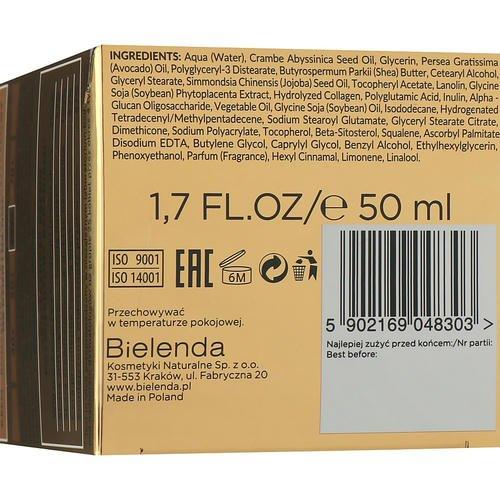 INGREDIENTS: Aqua (Water), Crambe Abyssinica Seed Oil, Glycerin, Persea Gratissima
(Avocado) Oil, Polyglyceryl-3 Distearate, Butyrospermum Parkii (Shea) Butter, Cetearyl Alcohol,
Glyceryl Stearate, Simmondsia Chinensis (Jojoba) Seed Oil, Tocopheryl Acetate, Lanolin, Glycine
Soja (Soybean) Phytoplacenta Extract, Hydrolyzed Collagen, Polyglutamic Acid, Inulin, Alpha -
Glucan Oligosaccharide, Vegetable Oil, Glycine Soja (Soybean) Oil, Isododecane, Hydrogenated
Tetradecenyl/Methylpentadecene, Sodium Stearoyl Glutamate, Glyceryl Stearate Citrate,
Dimethicone, Sodium Polyacrylate, Tocopherol, Beta-Sitosterol, Squalene, Ascorbyl Palmitate,
Disodium EDTA, Butylene Glycol, Caprylyl Glycol, Benzyl Alcohol, Ethylhexylglycerin,
Phenoxyethanol, Parfum (Fragrance), Hexyl Cinnamal, Limonene, Linalool.
1,7 FL.OZ/℮ 50 ml
ISO 9001
ISO 14001
EAC
6M
Przechowywać
w temperaturze pokojowej.
Bielenda
Kosmetyki Naturalne Sp. z o.o.
31-553 Kraków, ul. Fabryczna 20
www.bielenda.pl
Made in Poland
5 902169 048303 >
Najlepiej zużyć przed końcem:/Nr partii:
Best before: